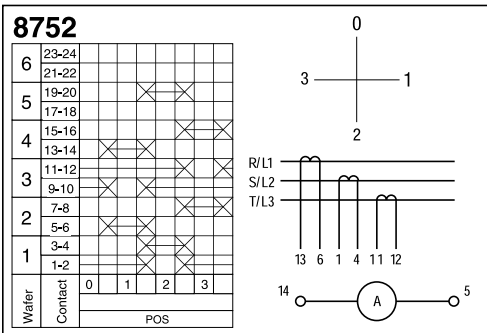 8752
6 23-24
21-22
5 19-20
17-18
4 15-16
13-14
3 11-12
9-10
2 7-8
5-6
1 3-4
1-2
Wafer Contact 0 1 2 3
POS
0
3 1
2
R/L1
S/L2
T/L3
13 6 1 4 11 12
14 A 5